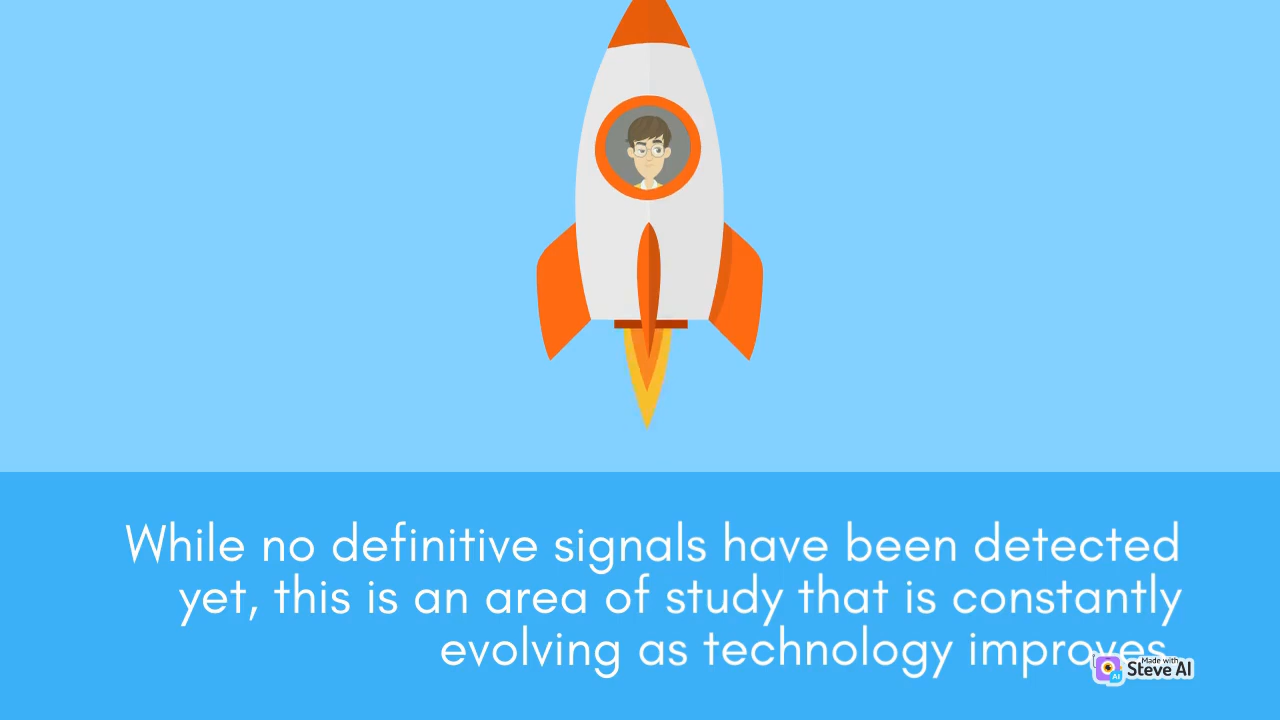 While no definitive signals have been detected
yet, this is an area of study that is constantly
evolving as technology improves.
Made with
Steve AI
AI